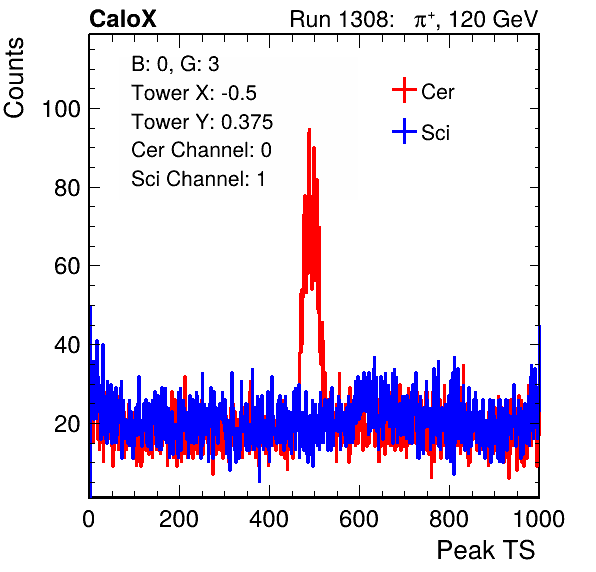 CaloX Run 1308: π⁺, 120 GeV
B: 0, G: 3
Tower X: -0.5
Tower Y: 0.375
Cer Channel: 0
Sci Channel: 1
Cer
Sci
Counts
100
80
60
40
20
0 200 400 600 800 1000
Peak TS